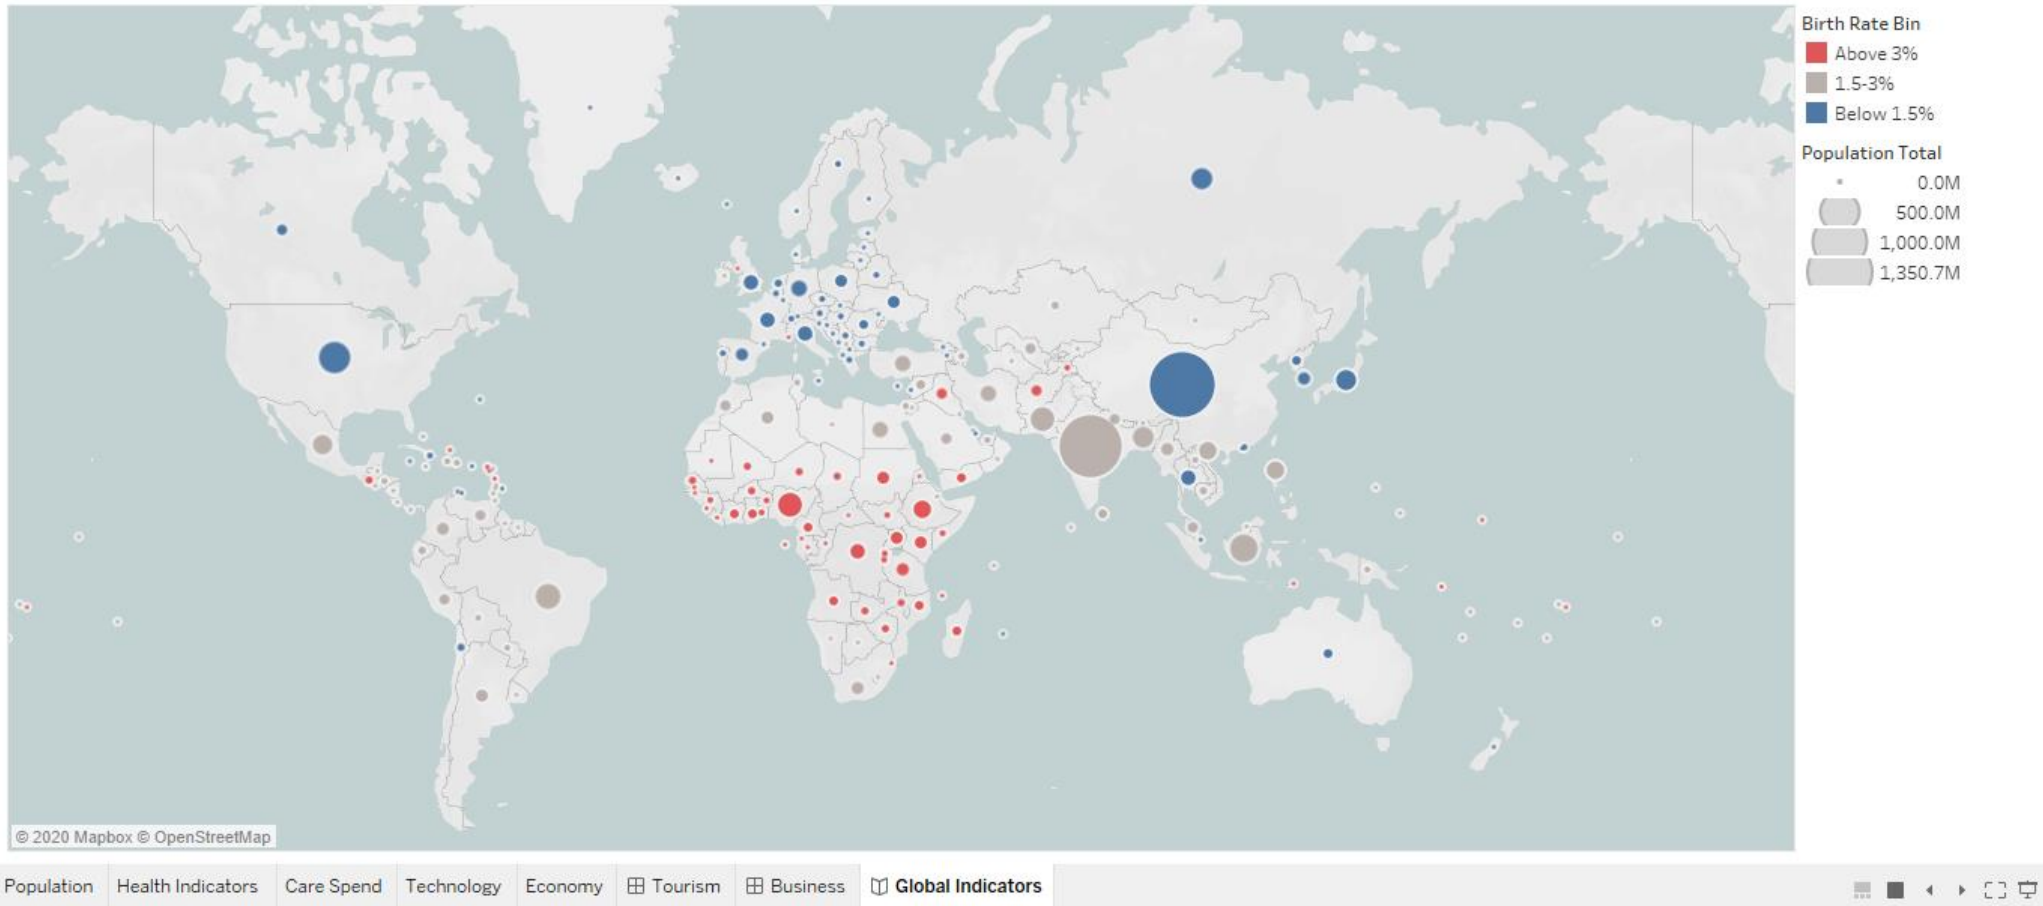 Birth Rate Bin
Above 3%
1.5-3%
Below 1.5%
Population Total
0.0M
500.0M
1,000.0M
1,350.7M
© 2020 Mapbox © OpenStreetMap
Population Health Indicators Care Spend Technology Economy Tourism Business Global Indicators